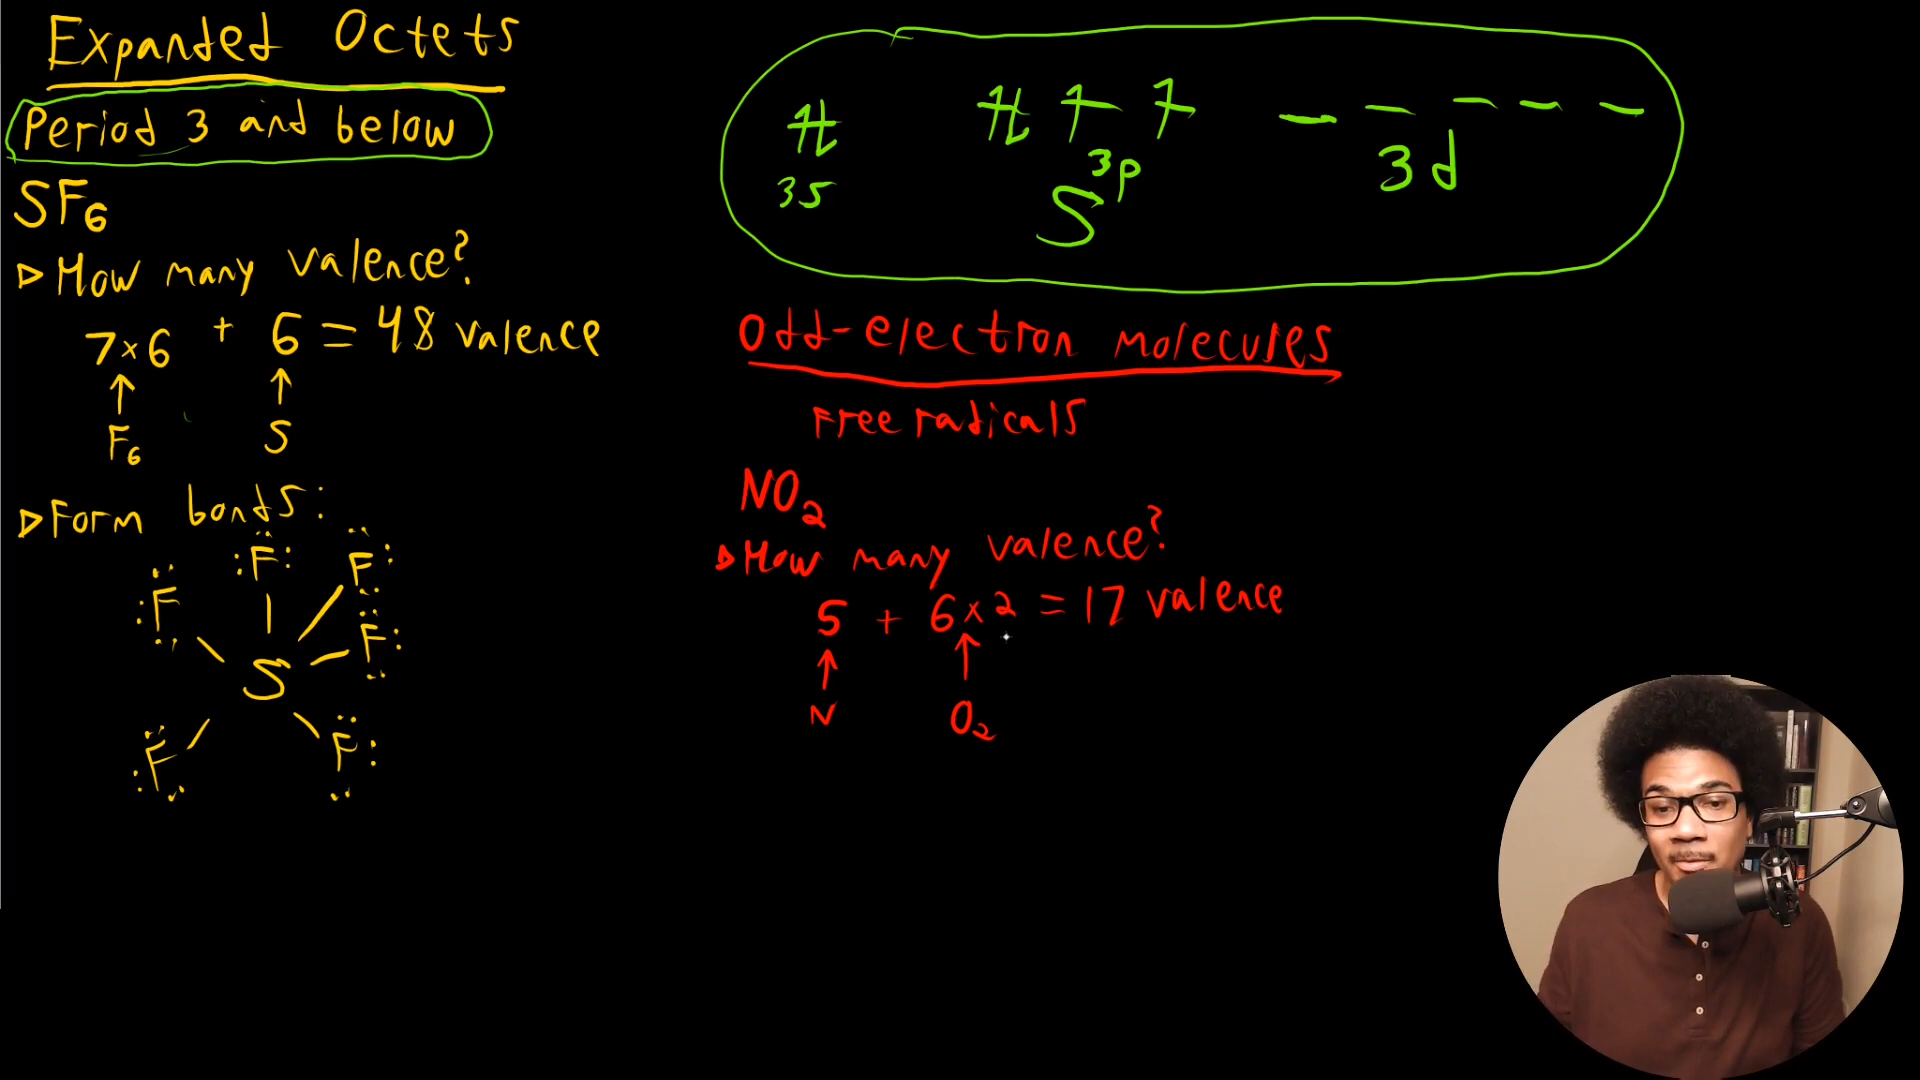 Expanded Octets
Period 3 and below
SF₆
▷ How many valence?
7×6 + 6 = 48 valence
↑ ↑
F₆ S
▷ Form bonds:
:F: F:
:F F:
S
:F F:
3s 3p 3d
S
Odd-electron molecules
Free radicals
NO₂
▷ How many valence?
5 + 6×2 = 17 valence
↑ ↑
N O₂